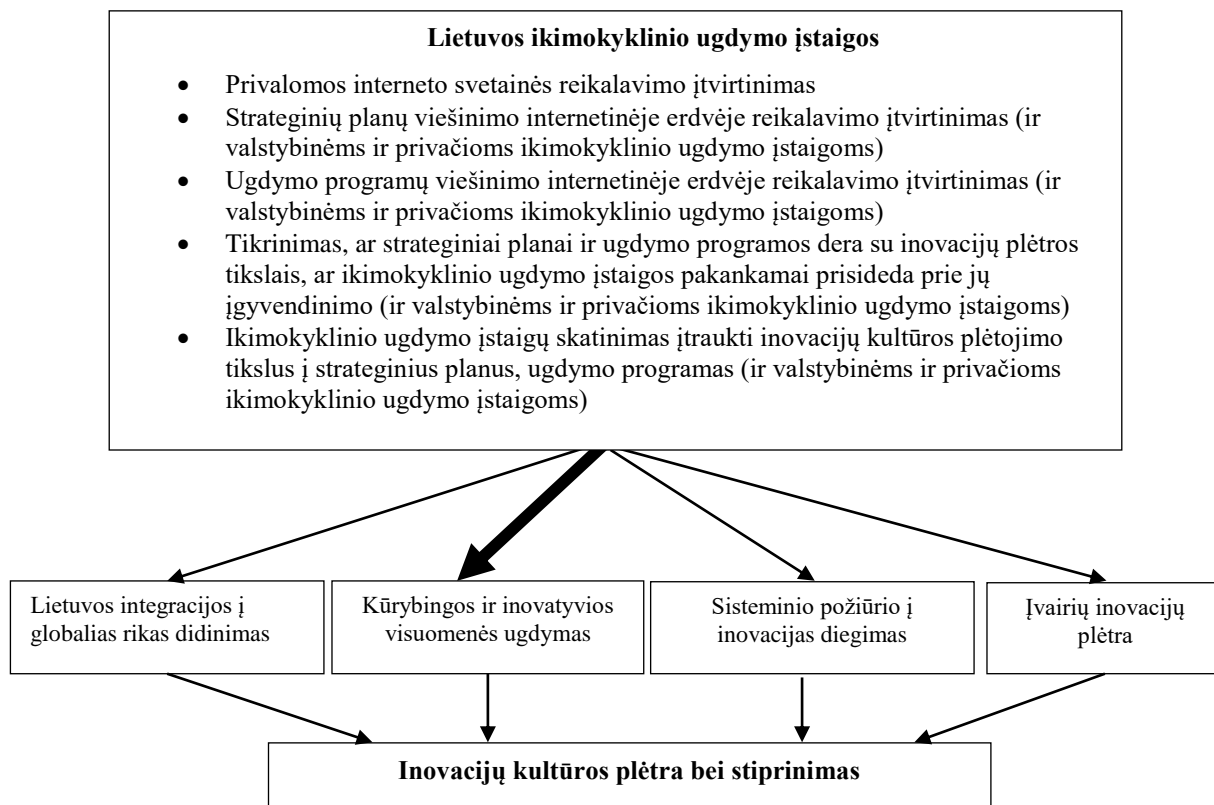 Lietuvos ikimokyklinio ugdymo įstaigos
• Privalomos interneto svetainės reikalavimo įtvirtinimas
• Strateginių planų viešinimo internetinėje erdvėje reikalavimo įtvirtinimas (ir
valstybinėms ir privačioms ikimokyklinio ugdymo įstaigoms)
• Ugdymo programų viešinimo internetinėje erdvėje reikalavimo įtvirtinimas (ir
valstybinėms ir privačioms ikimokyklinio ugdymo įstaigoms)
• Tikrinimas, ar strateginiai planai ir ugdymo programos dera su inovacijų plėtros
tikslais, ar ikimokyklinio ugdymo įstaigos pakankamai prisideda prie jų
įgyvendinimo (ir valstybinėms ir privačioms ikimokyklinio ugdymo įstaigoms)
• Ikimokyklinio ugdymo įstaigų skatinimas įtraukti inovacijų kultūros plėtojimo
tikslus į strateginius planus, ugdymo programas (ir valstybinėms ir privačioms
ikimokyklinio ugdymo įstaigoms)
Lietuvos integracijos į
globalias rikas didinimas
Kūrybingos ir inovatyvios
visuomenės ugdymas
Sisteminio požiūrio į
inovacijas diegimas
Įvairių inovacijų
plėtra
Inovacijų kultūros plėtra bei stiprinimas